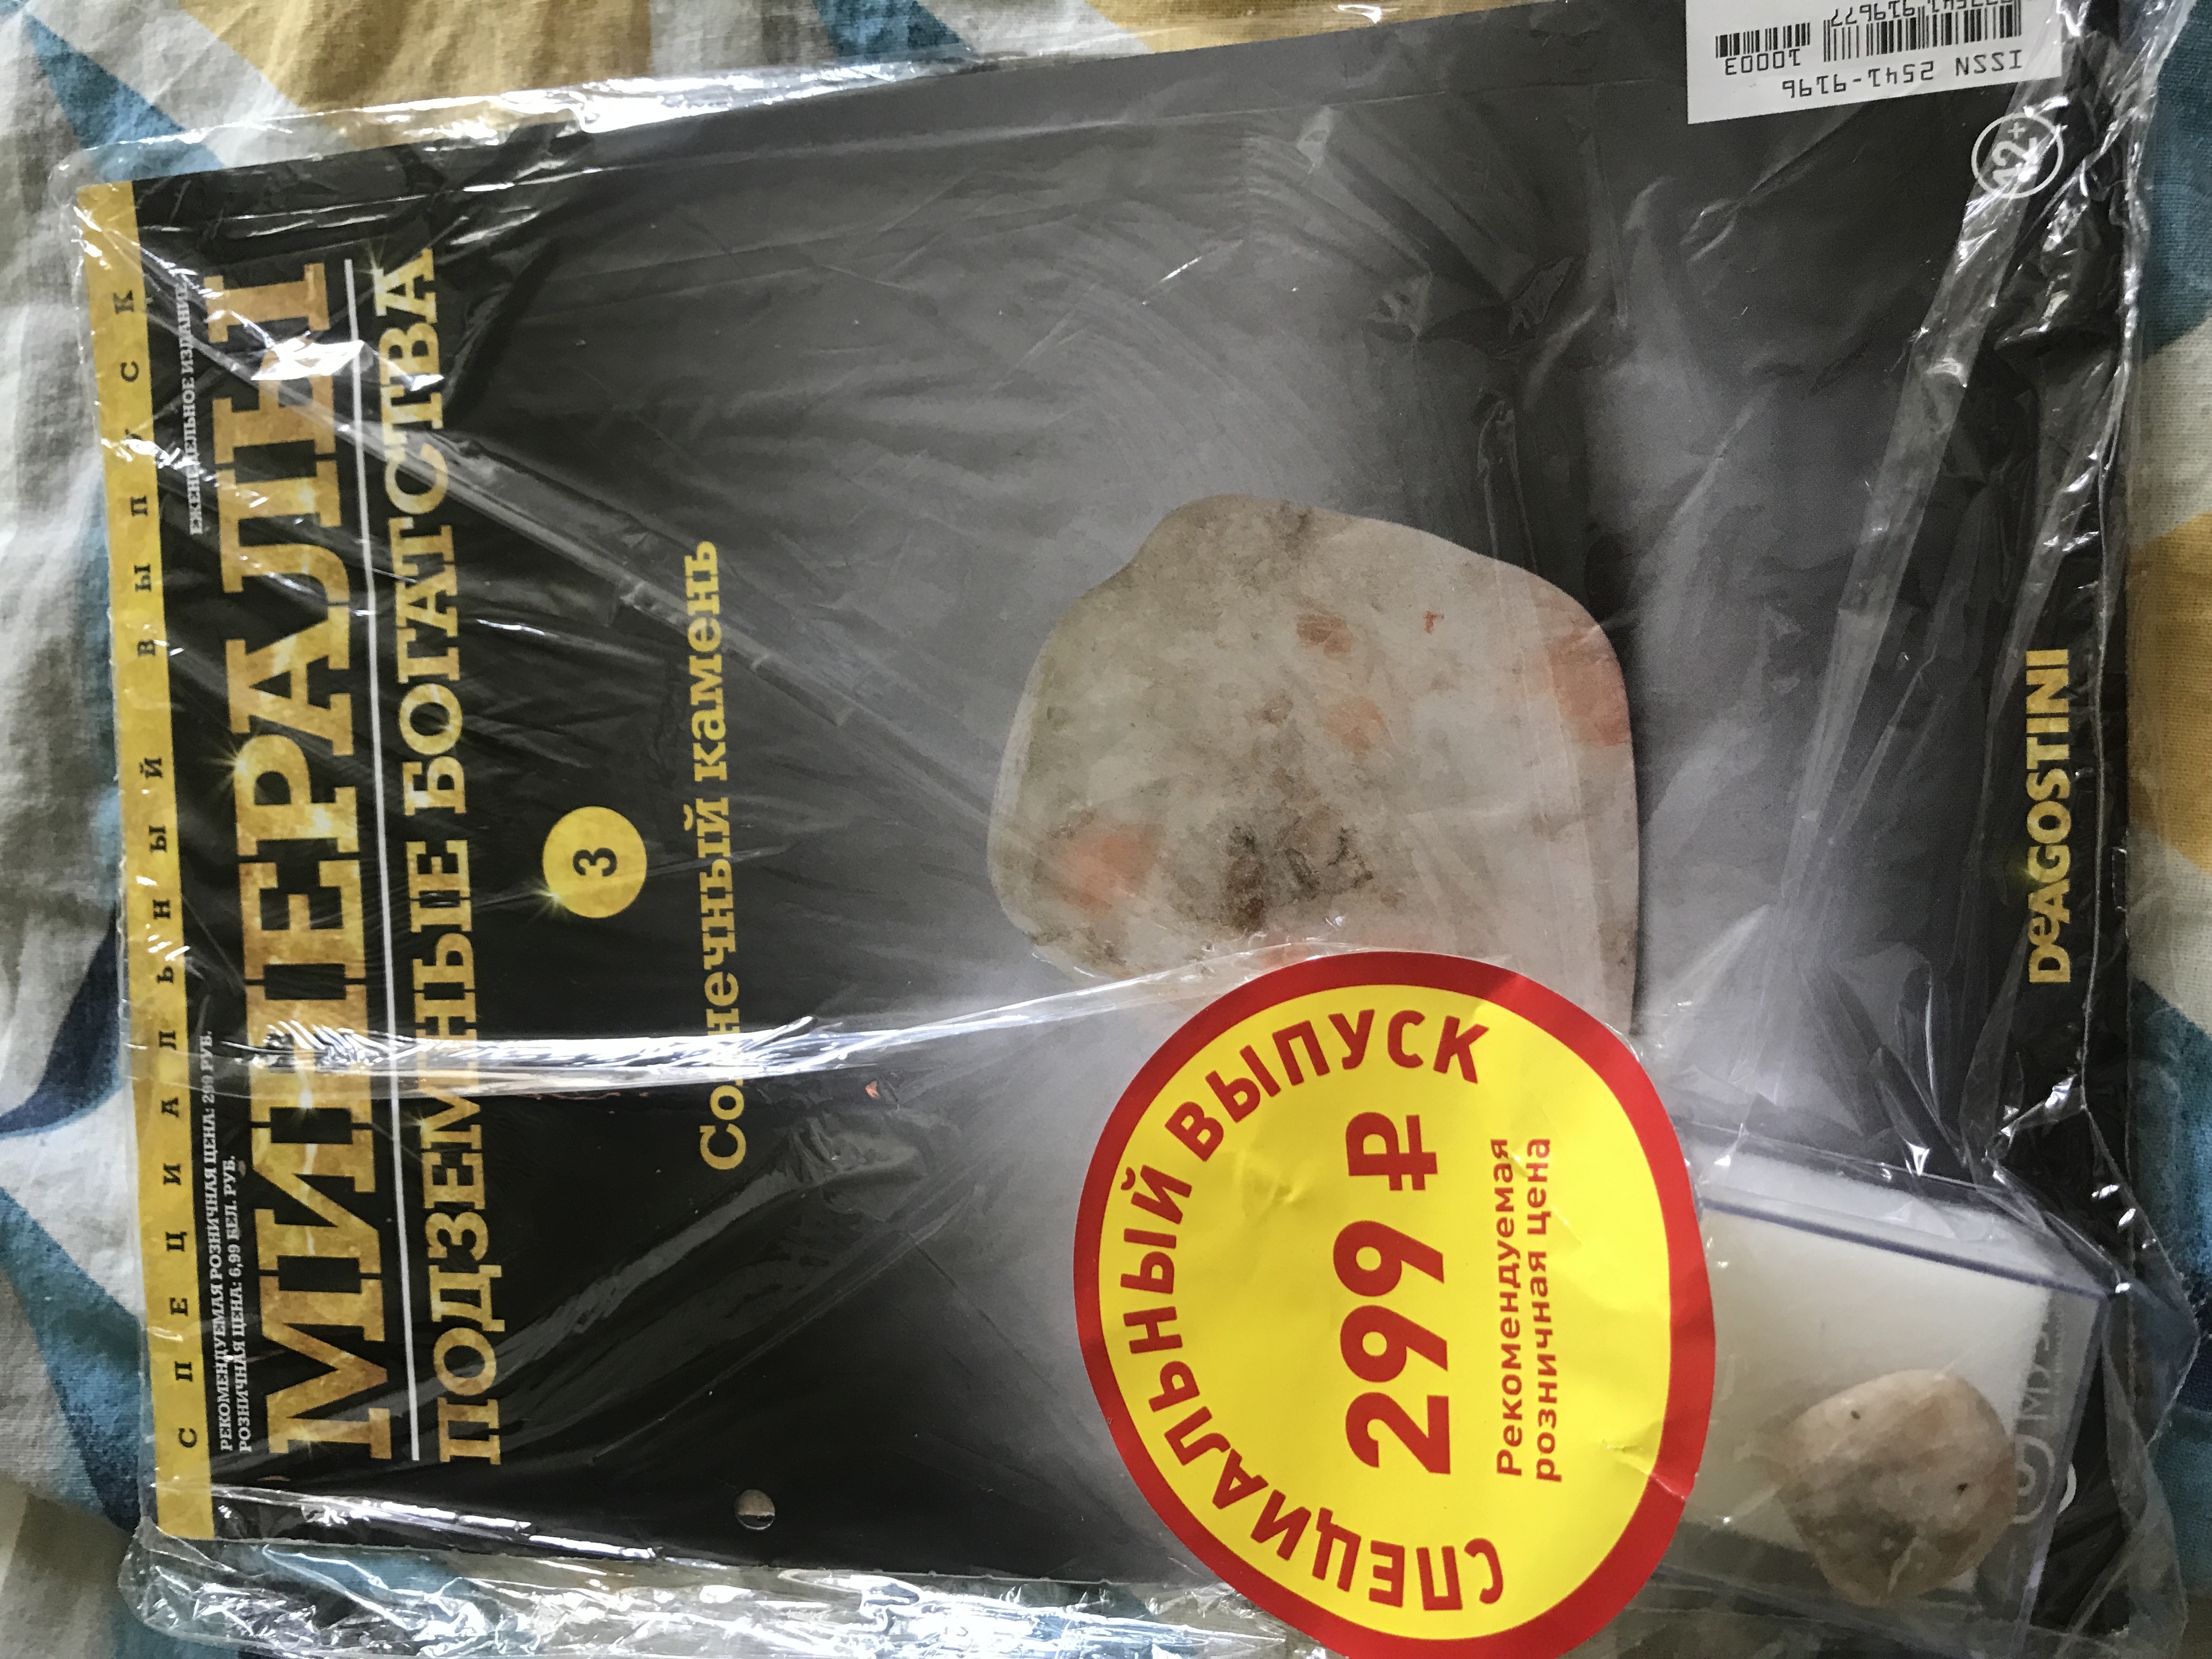 СПЕЦИАЛЬНЫЙ ВЫПУСК
РЕКОМЕНДУЕМАЯ РОЗНИЧНАЯ ЦЕНА: 299 РУБ.
РОЗНИЧНАЯ ЦЕНА: 6,99 БЕЛ. РУБ.
ЕЖЕНЕДЕЛЬНОЕ ИЗДАНИЕ
МИНЕРАЛЫ
ПОДЗЕМНЫЕ БОГАТСТВА
3
Солнечный камень
СПЕЦИАЛЬНЫЙ ВЫПУСК
299 ₽
Рекомендуемая
розничная цена
DeAGOSTINI
12+
ISSN 2541-9196
10003